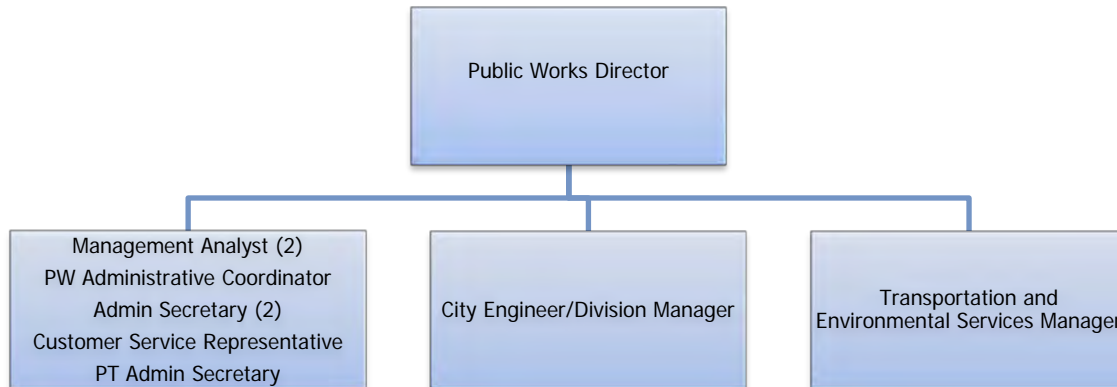 Public Works Director
Management Analyst (2)
PW Administrative Coordinator
Admin Secretary (2)
Customer Service Representative
PT Admin Secretary
City Engineer/Division Manager
Transportation and
Environmental Services Manager